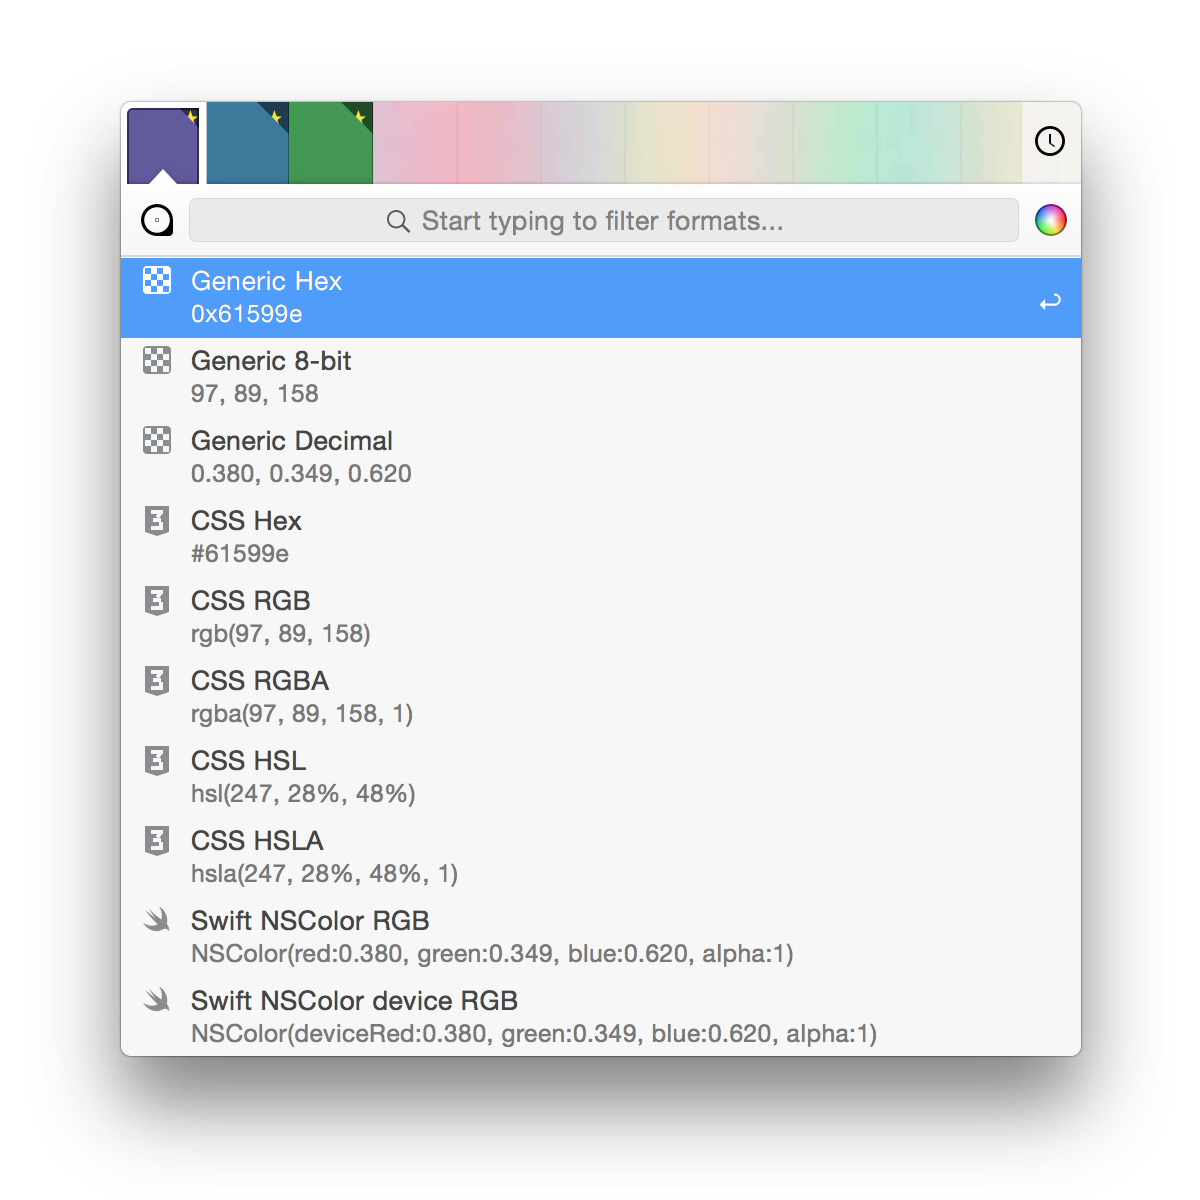 Start typing to filter formats...
Generic Hex
0x61599e
Generic 8-bit
97, 89, 158
Generic Decimal
0.380, 0.349, 0.620
CSS Hex
#61599e
CSS RGB
rgb(97, 89, 158)
CSS RGBA
rgba(97, 89, 158, 1)
CSS HSL
hsl(247, 28%, 48%)
CSS HSLA
hsla(247, 28%, 48%, 1)
Swift NSColor RGB
NSColor(red:0.380, green:0.349, blue:0.620, alpha:1)
Swift NSColor device RGB
NSColor(deviceRed:0.380, green:0.349, blue:0.620, alpha:1)